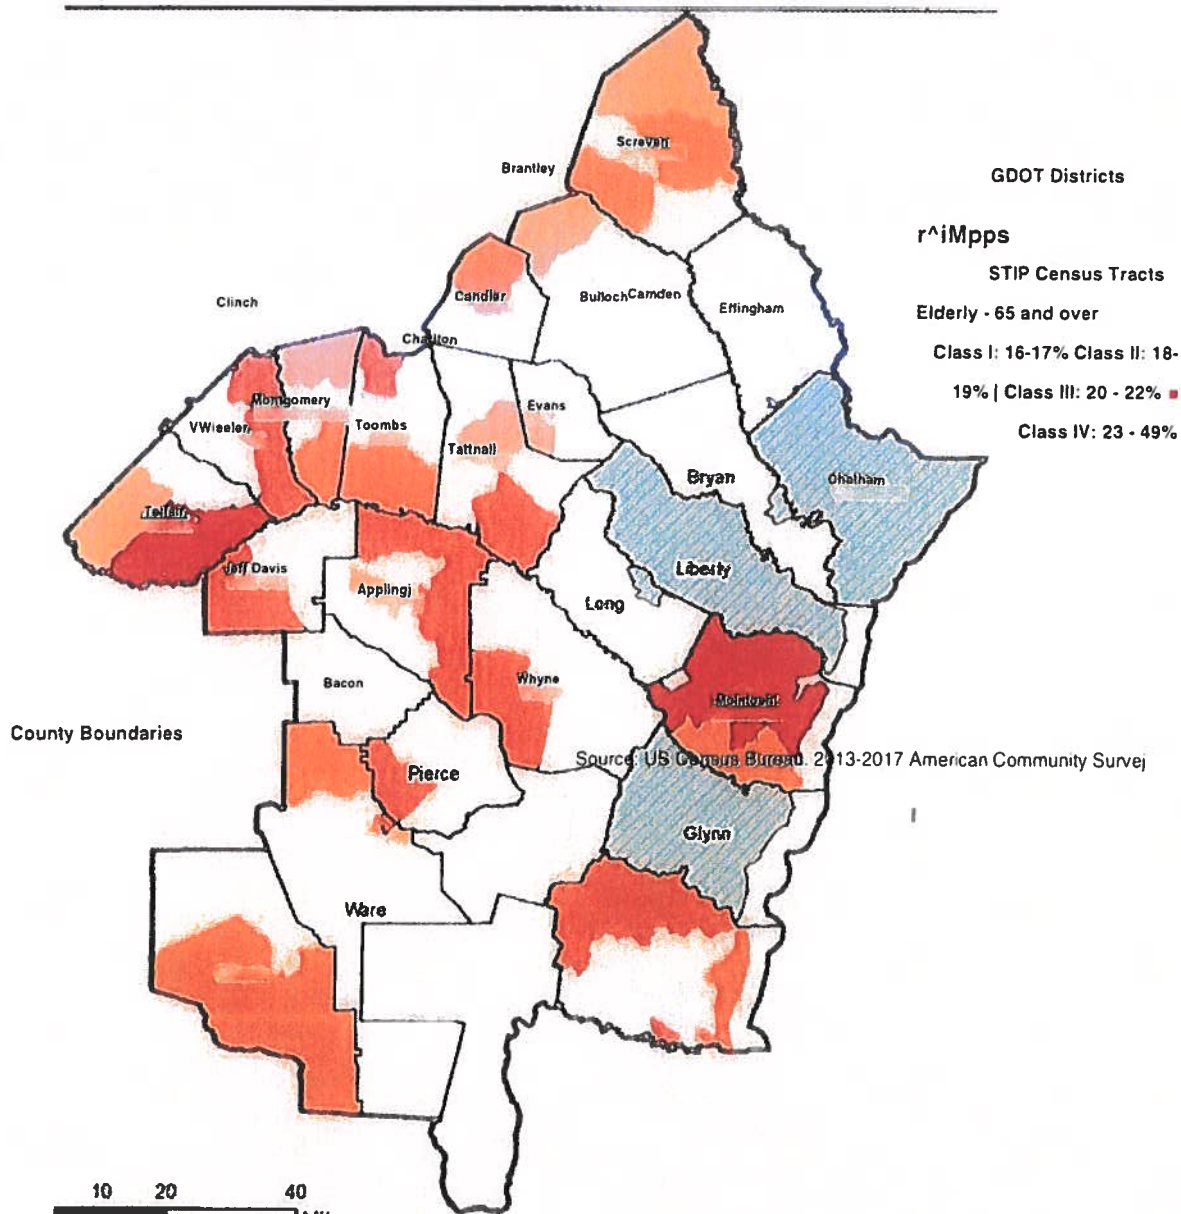 Screven
Brantley
GDOT Districts
r^iMpps
STIP Census Tracts
Clinch
Candler
BullochCamden
Effingham
Elderly - 65 and over
Charlton
Class I: 16-17% Class II: 18-
19% | Class III: 20 - 22%
Class IV: 23 - 49%
Montgomery
VWieeler
Toombs
Evans
Tattnall
Bryan
Chatham
Telfair
Jeff Davis
Applingj
Liberty
Long
Bacon
Whyne
McIntosh
County Boundaries
Source: US Census Bureau. 2013-2017 American Community Survej
Pierce
Glynn
Ware
10 20 40